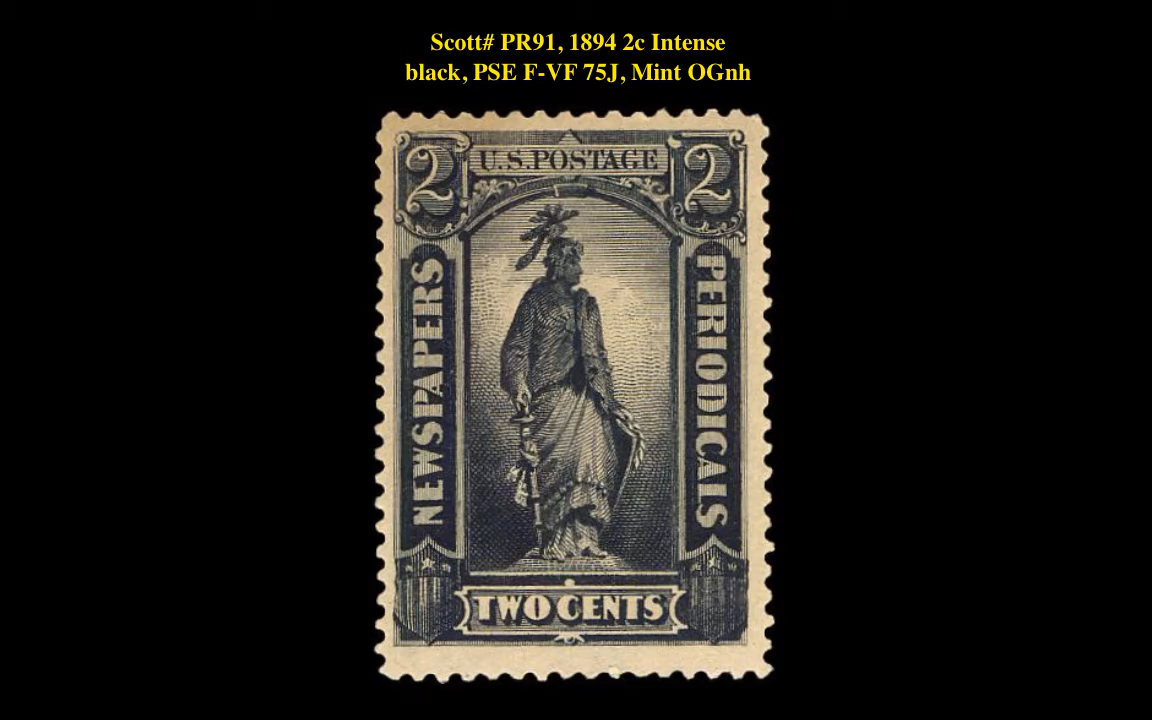 Scott# PR91, 1894 2c Intense
black, PSE F-VF 75J, Mint OGnh
2 U.S.POSTAGE 2
NEWSPAPERS
PERIODICALS
TWO CENTS